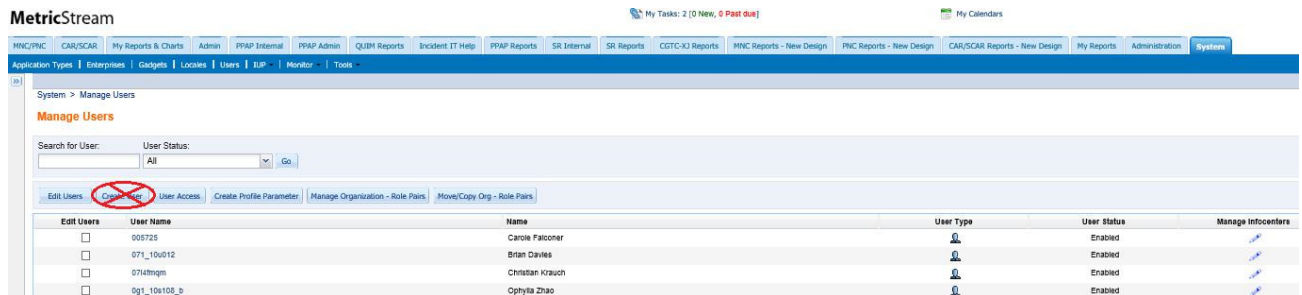 MetricStream
My Tasks: 2 [0 New, 0 Past due]
My Calendars
MNC/PNC CAR/SCAR My Reports & Charts Admin PPAP Internal PPAP Admin QUIM Reports Incident IT Help PPAP Reports SR Internal SR Reports CGTC-XJ Reports MNC Reports - New Design PNC Reports - New Design CAR/SCAR Reports - New Design My Reports Administration System
Application Types | Enterprises | Gadgets | Locales | Users | IUP | Monitor | Tools
System > Manage Users
Manage Users
Search for User: User Status:
All Go
Edit Users Create User User Access Create Profile Parameter Manage Organization - Role Pairs Move/Copy Org - Role Pairs
Edit Users User Name Name User Type User Status Manage Infocenters
005725 Carole Falconer Enabled
071_10u012 Brian Davies Enabled
07l4fmqm Christian Krauch Enabled
0g1_10s108_b Ophylia Zhao Enabled